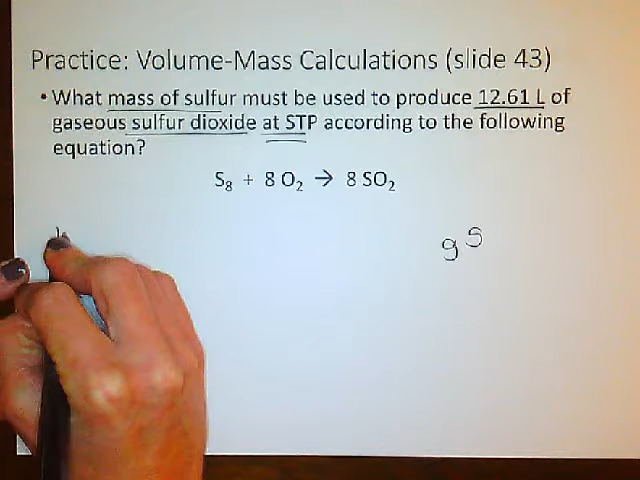 Practice: Volume-Mass Calculations (slide 43)
• What mass of sulfur must be used to produce 12.61 L of
gaseous sulfur dioxide at STP according to the following
equation?
S₈ + 8 O₂ → 8 SO₂
g S